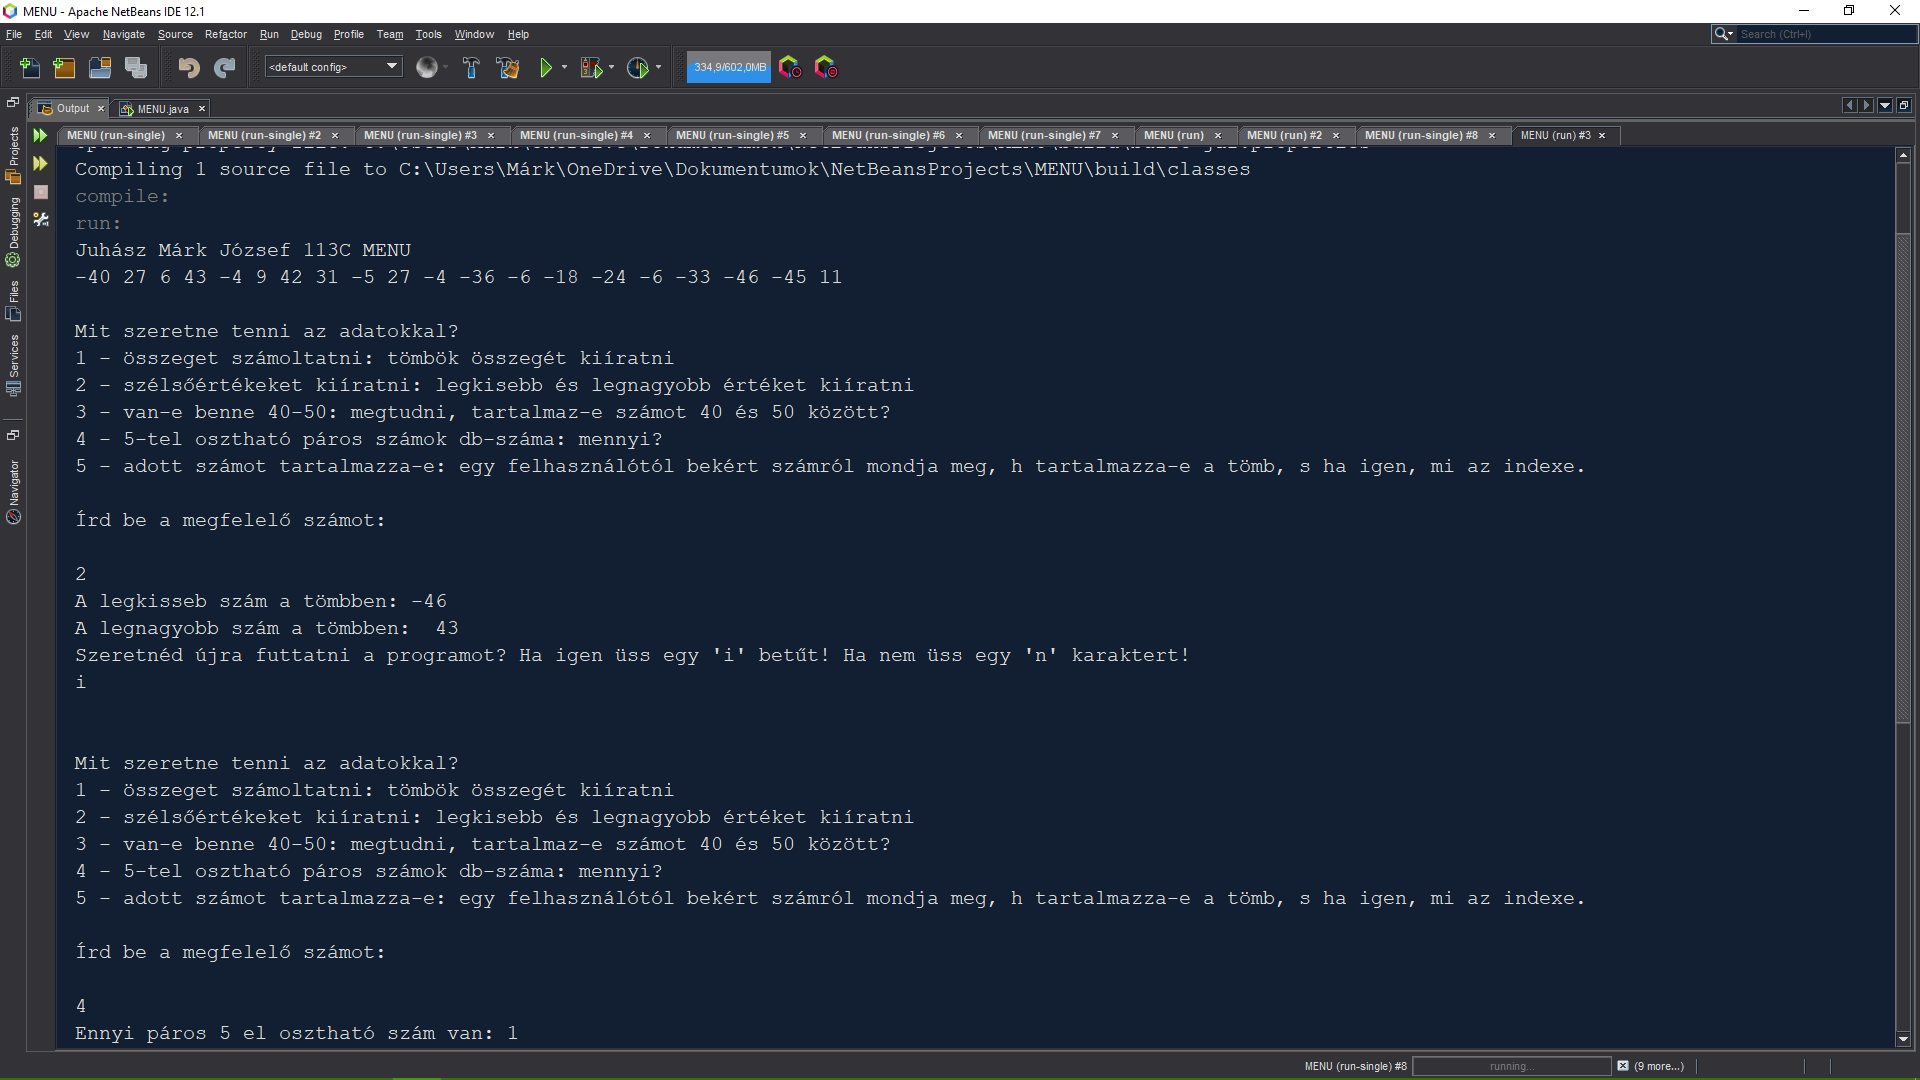 MENU - Apache NetBeans IDE 12.1
File Edit View Navigate Source Refactor Run Debug Profile Team Tools Window Help
Search (Ctrl+I)
<default config>
334,9/602,0MB
Output
MENU.java
MENU (run-single) MENU (run-single) #2 MENU (run-single) #3 MENU (run-single) #4 MENU (run-single) #5 MENU (run-single) #6 MENU (run-single) #7 MENU (run) MENU (run) #2 MENU (run-single) #8 MENU (run) #3
Projects
Debugging
Files
Services
Navigator
Compiling 1 source file to C:\Users\Márk\OneDrive\Dokumentumok\NetBeansProjects\MENU\build\classes
compile:
run:
Juhász Márk József 113C MENU
-40 27 6 43 -4 9 42 31 -5 27 -4 -36 -6 -18 -24 -6 -33 -46 -45 11
Mit szeretne tenni az adatokkal?
1 - összeget számoltatni: tömbök összegét kiíratni
2 - szélsőértékeket kiíratni: legkisebb és legnagyobb értéket kiíratni
3 - van-e benne 40-50: megtudni, tartalmaz-e számot 40 és 50 között?
4 - 5-tel osztható páros számok db-száma: mennyi?
5 - adott számot tartalmazza-e: egy felhasználótól bekért számról mondja meg, h tartalmazza-e a tömb, s ha igen, mi az indexe.
Írd be a megfelelő számot:
2
A legkisseb szám a tömbben: -46
A legnagyobb szám a tömbben:  43
Szeretnéd újra futtatni a programot? Ha igen üss egy 'i' betűt! Ha nem üss egy 'n' karaktert!
i
Mit szeretne tenni az adatokkal?
1 - összeget számoltatni: tömbök összegét kiíratni
2 - szélsőértékeket kiíratni: legkisebb és legnagyobb értéket kiíratni
3 - van-e benne 40-50: megtudni, tartalmaz-e számot 40 és 50 között?
4 - 5-tel osztható páros számok db-száma: mennyi?
5 - adott számot tartalmazza-e: egy felhasználótól bekért számról mondja meg, h tartalmazza-e a tömb, s ha igen, mi az indexe.
Írd be a megfelelő számot:
4
Ennyi páros 5 el osztható szám van: 1
MENU (run-single) #8 running... (9 more...)